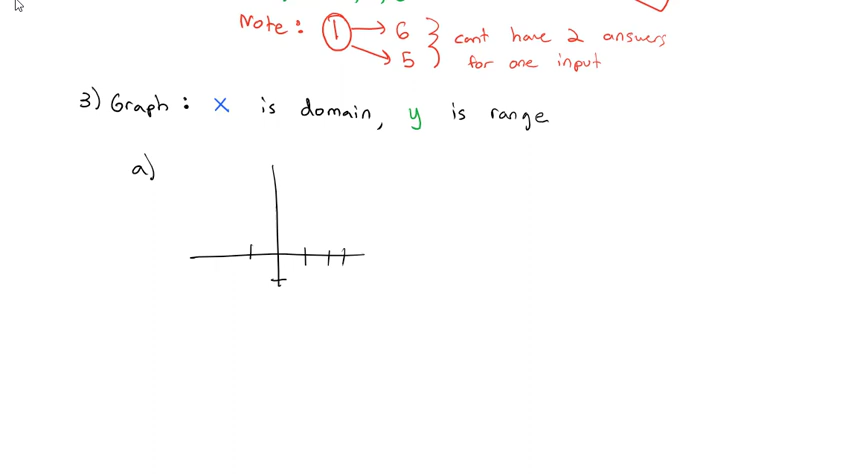 Note: 1 → 6 } cant have 2 answers
→ 5 } for one input
3) Graph: x is domain, y is range
a)